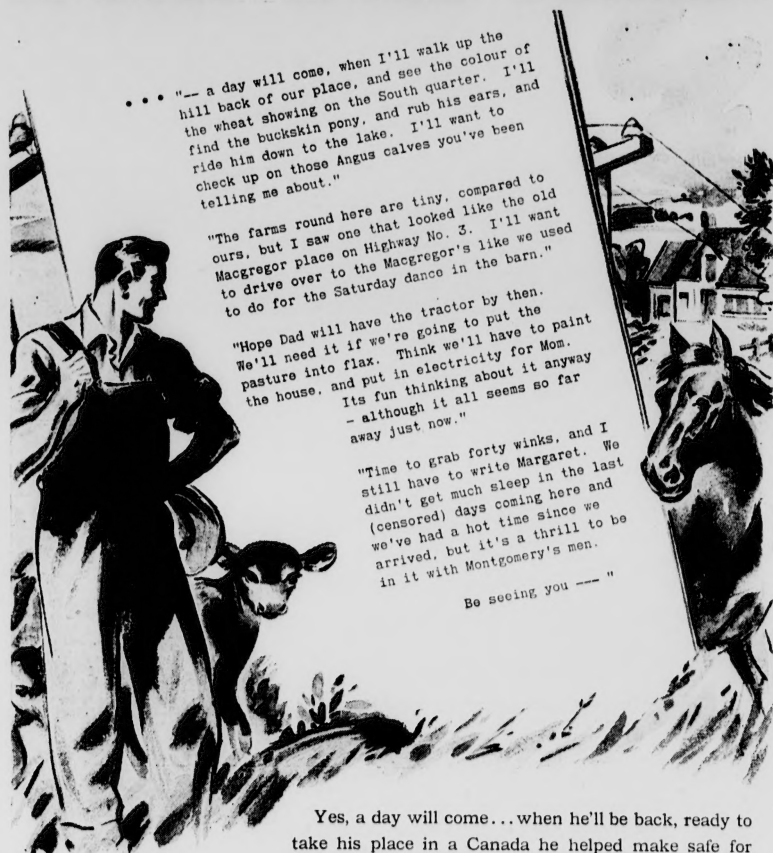 ... "-- a day will come, when I'll walk up the
hill back of our place, and see the colour of
the wheat showing on the South quarter. I'll
find the buckskin pony, and rub his ears, and
ride him down to the lake. I'll want to
check up on those Angus calves you've been
telling me about."
"The farms round here are tiny, compared to
ours, but I saw one that looked like the old
Macgregor place on Highway No. 3. I'll want
to drive over to the Macgregor's like we used
to do for the Saturday dance in the barn."
"Hope Dad will have the tractor by then.
We'll need it if we're going to put the
pasture into flax. Think we'll have to paint
the house, and put in electricity for Mom.
Its fun thinking about it anyway
- although it all seems so far
away just now."
"Time to grab forty winks, and I
still have to write Margaret. We
didn't get much sleep in the last
(censored) days coming here and
we've had a hot time since we
arrived, but it's a thrill to be
in it with Montgomery's men.
Be seeing you --- "
Yes, a day will come...when he'll be back, ready to
take his place in a Canada he helped make safe for